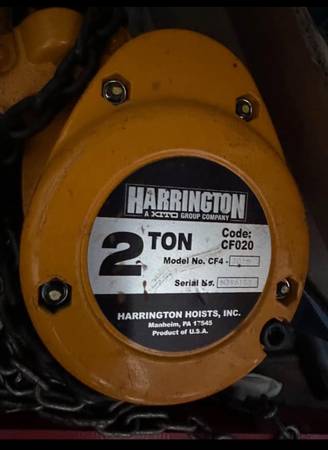 HARRINGTON
A KITO GROUP COMPANY
2 TON
Code:
CF020
Model No. CF4 -
Serial No.
HARRINGTON HOISTS, INC.
Manheim, PA 17545
Product of U.S.A.